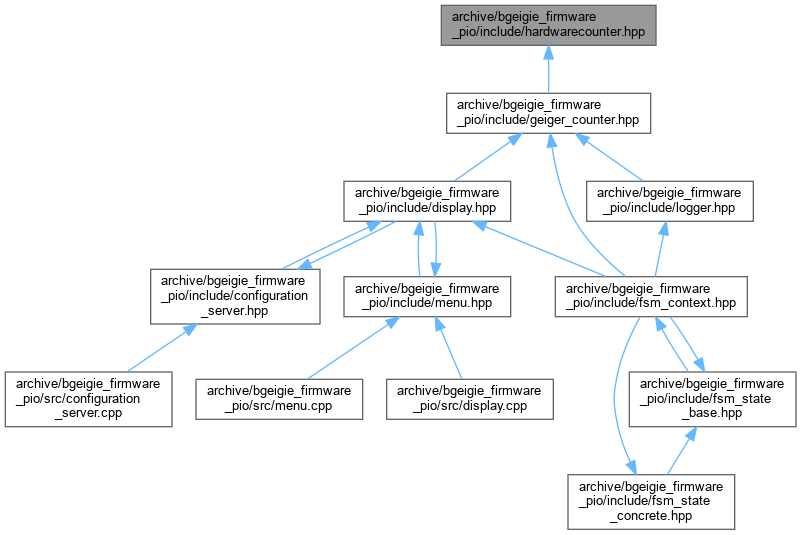 archive/bgeigie_firmware
_pio/include/hardwarecounter.hpp
archive/bgeigie_firmware
_pio/include/geiger_counter.hpp
archive/bgeigie_firmware
_pio/include/display.hpp
archive/bgeigie_firmware
_pio/include/logger.hpp
archive/bgeigie_firmware
_pio/include/configuration
_server.hpp
archive/bgeigie_firmware
_pio/include/menu.hpp
archive/bgeigie_firmware
_pio/include/fsm_context.hpp
archive/bgeigie_firmware
_pio/src/configuration
_server.cpp
archive/bgeigie_firmware
_pio/src/menu.cpp
archive/bgeigie_firmware
_pio/src/display.cpp
archive/bgeigie_firmware
_pio/include/fsm_state
_base.hpp
archive/bgeigie_firmware
_pio/include/fsm_state
_concrete.hpp